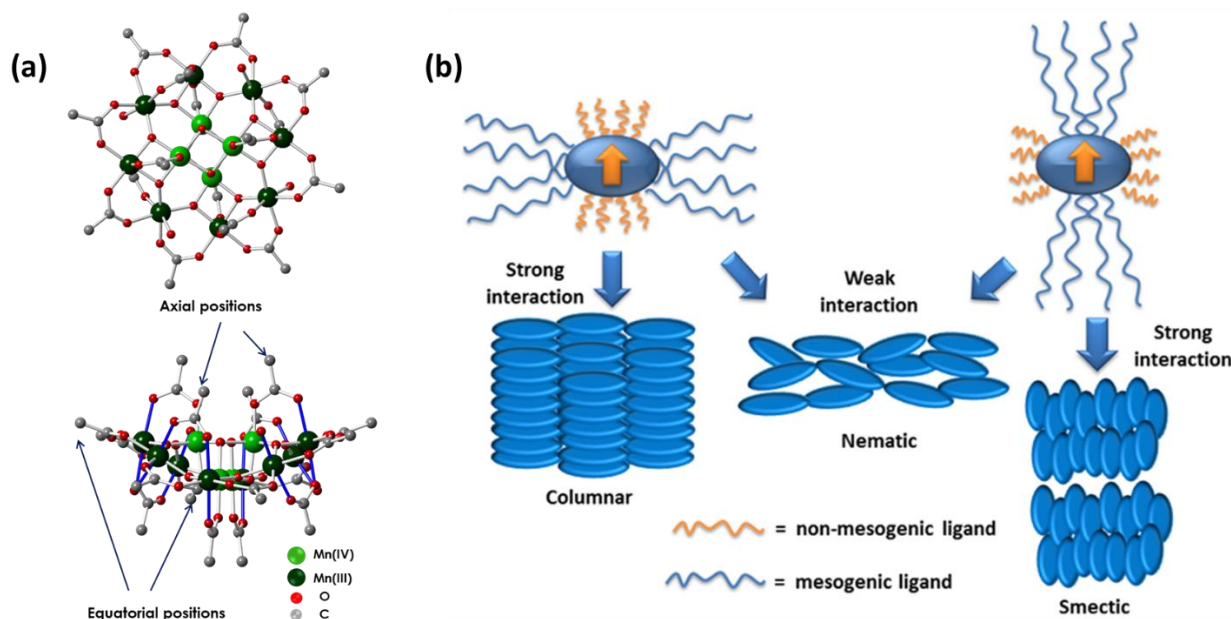 (a)
Axial positions
Equatorial positions
Mn(IV)
Mn(III)
O
C
(b)
Strong
interaction
Weak
interaction
Strong
interaction
Columnar
Nematic
Smectic
= non-mesogenic ligand
= mesogenic ligand